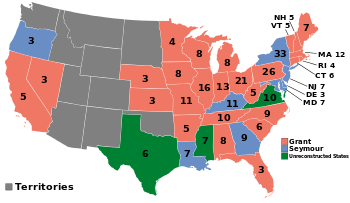 NH 5
VT 5
7
4
3
8
33
MA 12
8
RI 4
3
8
26
CT 6
3
16
13
21
NJ 7
5
3
11
11
5
10
DE 3
MD 7
10
9
5
6
6
7
8
9
7
3
Grant
Seymour
Unreconstructed States
Territories